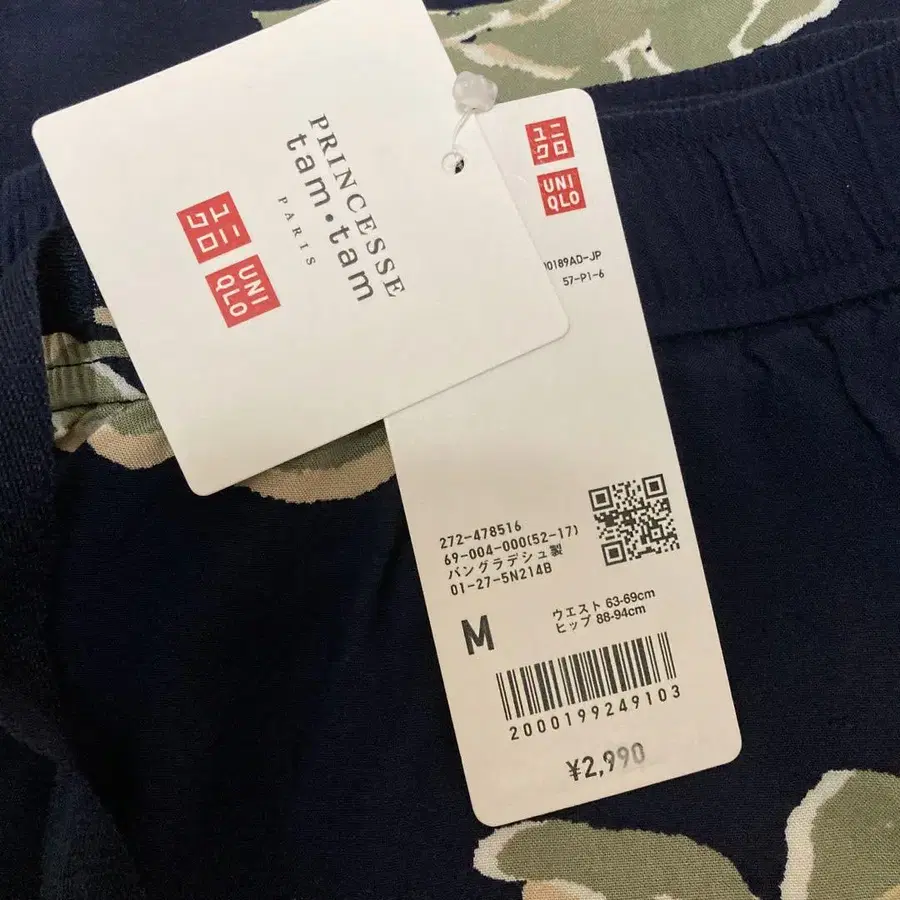 PRINCESSE
tam·tam
PARIS
ユニ
クロ
UNI
QLO
ユニ
クロ
UNI
QLO
00189AD-JP
57-P1-6
272-478516
69-004-000(52-17)
バングラデシュ製
01-27-5N214B
M
ウエスト 63-69cm
ヒップ 88-94cm
2000199249103
¥2,990